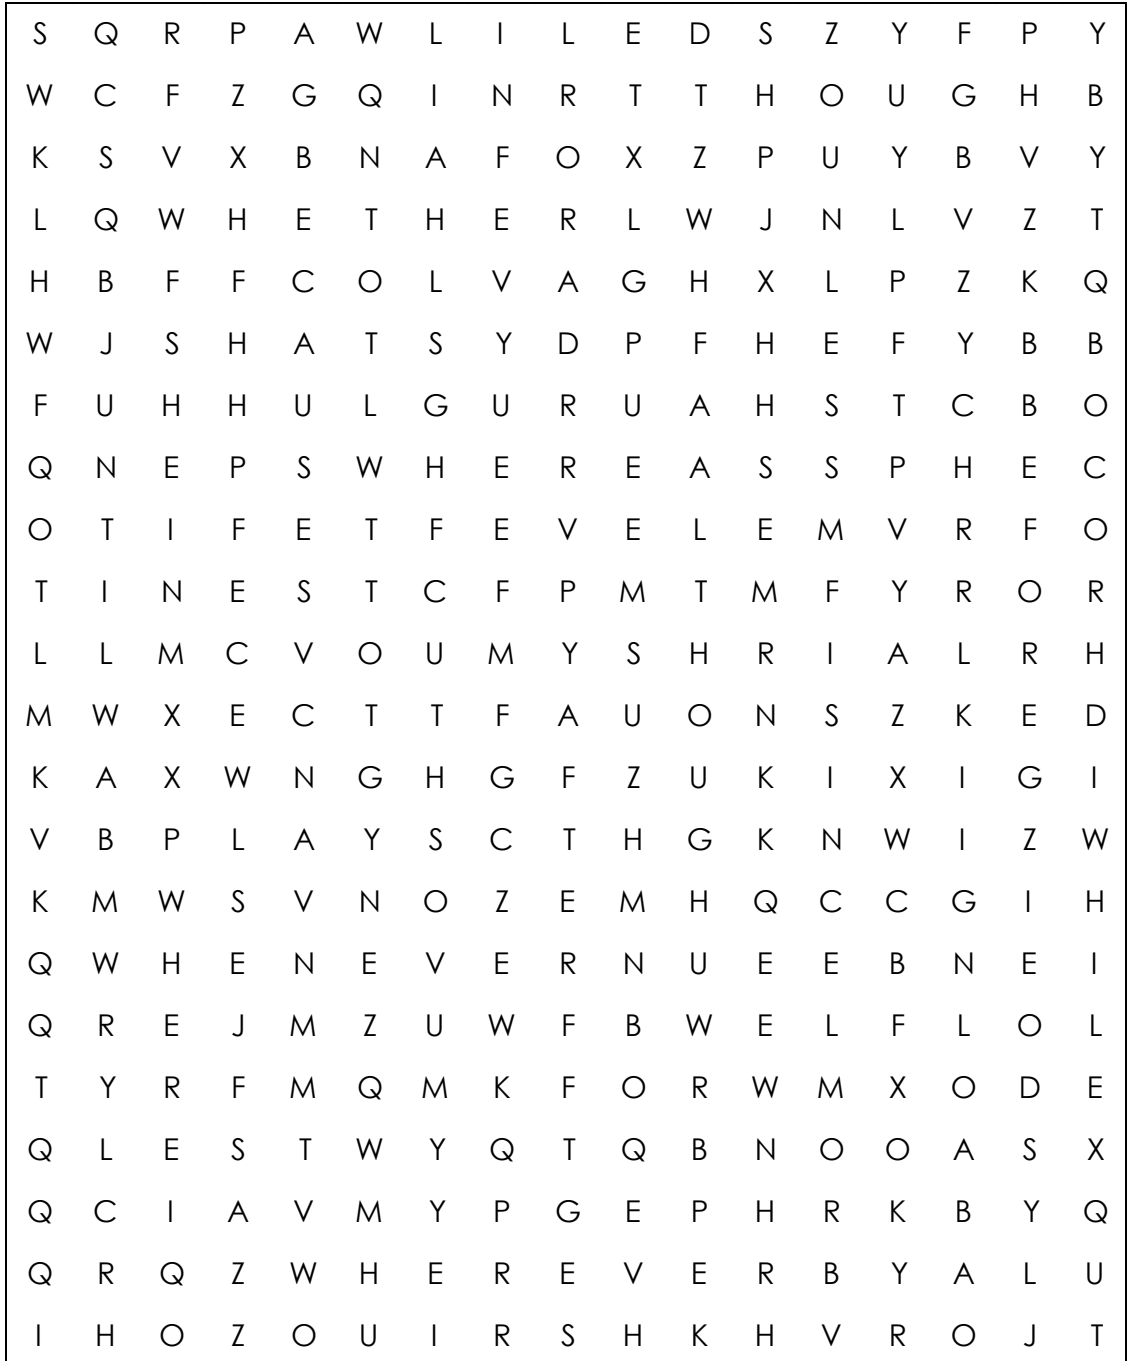 S Q R P A W L I L E D S Z Y F P Y
W C F Z G Q I N R T T H O U G H B
K S V X B N A F O X Z P U Y B V Y
L Q W H E T H E R L W J N L V Z T
H B F F C O L V A G H X L P Z K Q
W J S H A T S Y D P F H E F Y B B
F U H H U L G U R U A H S T C B O
Q N E P S W H E R E A S S P H E C
O T I F E T F E V E L E M V R F O
T I N E S T C F P M T M F Y R O R
L L M C V O U M Y S H R I A L R H
M W X E C T T F A U O N S Z K E D
K A X W N G H G F Z U K I X I G I
V B P L A Y S C T H G K N W I Z W
K M W S V N O Z E M H Q C C G I H
Q W H E N E V E R N U E E B N E I
Q R E J M Z U W F B W E L F L O L
T Y R F M Q M K F O R W M X O D E
Q L E S T W Y Q T Q B N O O A S X
Q C I A V M Y P G E P H R K B Y Q
Q R Q Z W H E R E V E R B Y A L U
I H O Z O U I R S H K H V R O J T